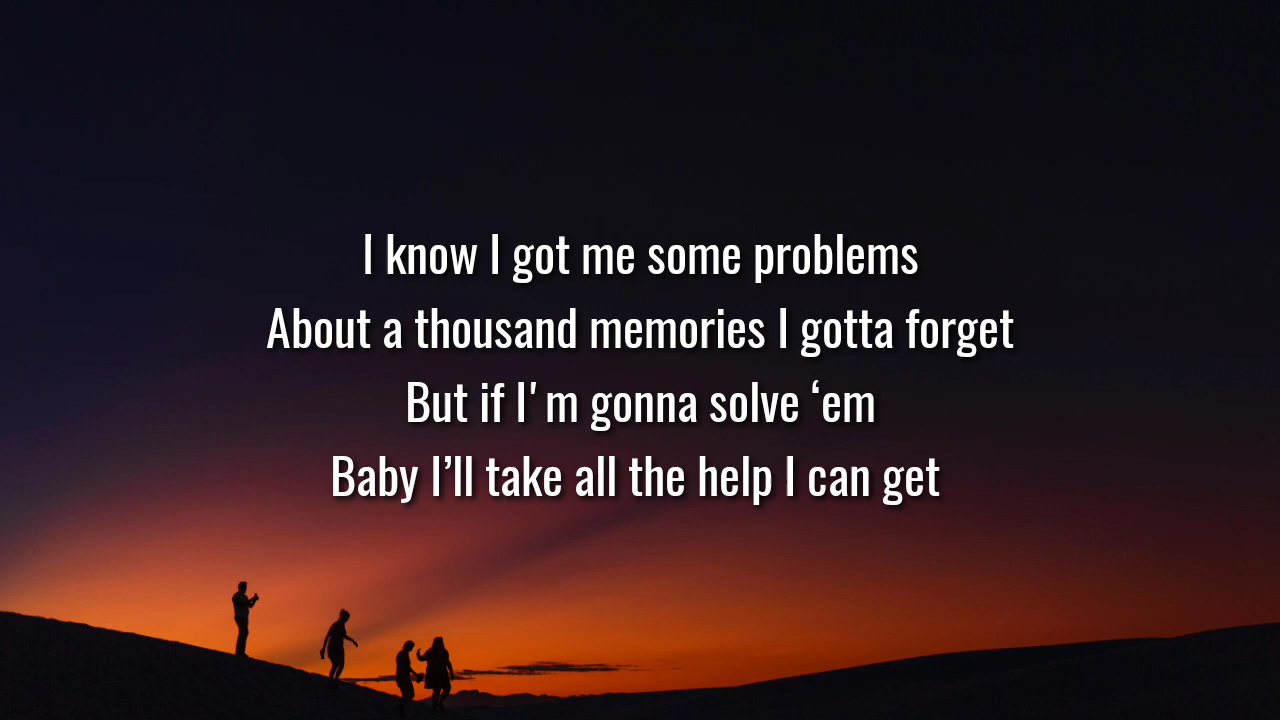 I know I got me some problems
About a thousand memories I gotta forget
But if I'm gonna solve ‘em
Baby I’ll take all the help I can get